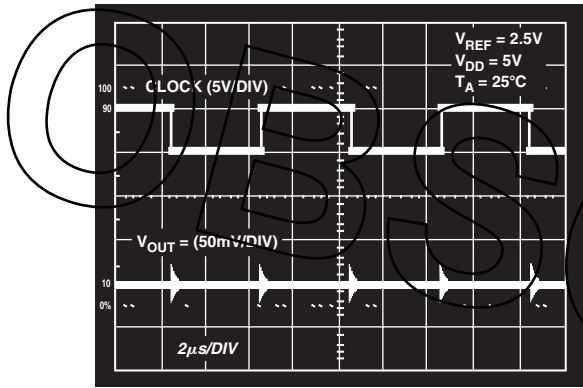 V_REF = 2.5V
V_DD = 5V
T_A = 25°C
100
CLOCK (5V/DIV)
90
V_OUT = (50mV/DIV)
10
0%
2µs/DIV
OBS